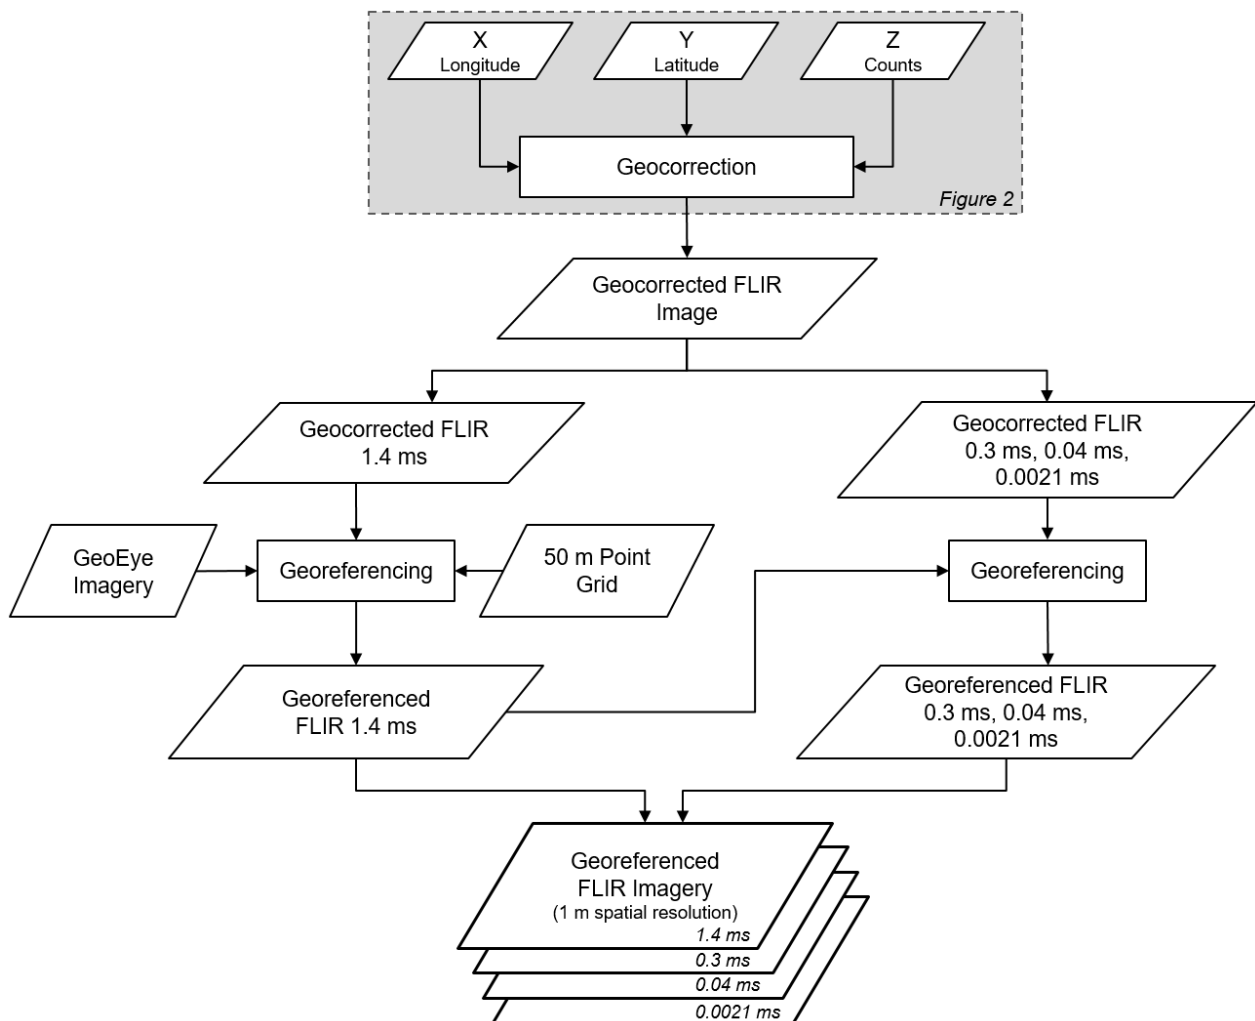 X
Longitude
Y
Latitude
Z
Counts
Geocorrection
Figure 2
Geocorrected FLIR
Image
Geocorrected FLIR
1.4 ms
Geocorrected FLIR
0.3 ms, 0.04 ms,
0.0021 ms
GeoEye
Imagery
Georeferencing
50 m Point
Grid
Georeferencing
Georeferenced
FLIR 1.4 ms
Georeferenced FLIR
0.3 ms, 0.04 ms,
0.0021 ms
Georeferenced
FLIR Imagery
(1 m spatial resolution)
1.4 ms
0.3 ms
0.04 ms
0.0021 ms